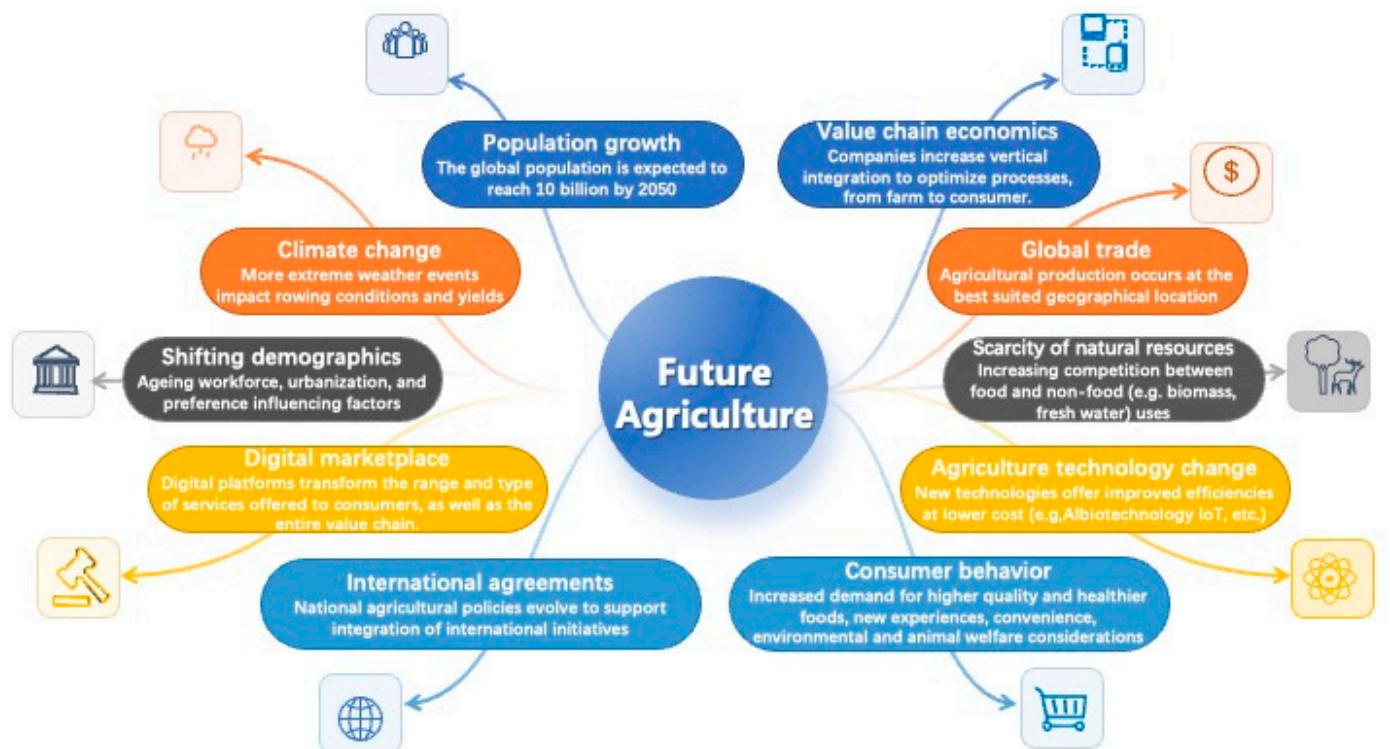 Population growth
The global population is expected to
reach 10 billion by 2050
Value chain economics
Companies increase vertical
integration to optimize processes,
from farm to consumer.
Climate change
More extreme weather events
impact rowing conditions and yields
Global trade
Agricultural production occurs at the
best suited geographical location
$
Shifting demographics
Ageing workforce, urbanization, and
preference influencing factors
Future
Agriculture
Scarcity of natural resources
Increasing competition between
food and non-food (e.g. biomass,
fresh water) uses
Digital marketplace
Digital platforms transform the range and type
of services offered to consumers, as well as the
entire value chain.
Agriculture technology change
New technologies offer improved efficiencies
at lower cost (e.g,AIbiotechnology IoT, etc.)
International agreements
National agricultural policies evolve to support
integration of international initiatives
Consumer behavior
Increased demand for higher quality and healthier
foods, new experiences, convenience,
environmental and animal welfare considerations